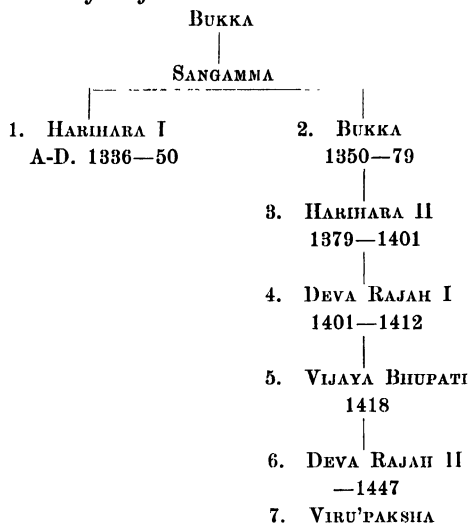 BUKKA
SANGAMMA
1. HARIHARA I 2. BUKKA
A-D. 1336—50 1350—79
3. HARIHARA II
1379—1401
4. DEVA RAJAH I
1401—1412
5. VIJAYA BHUPATI
1418
6. DEVA RAJAH II
—1447
7. VIRU'PAKSHA